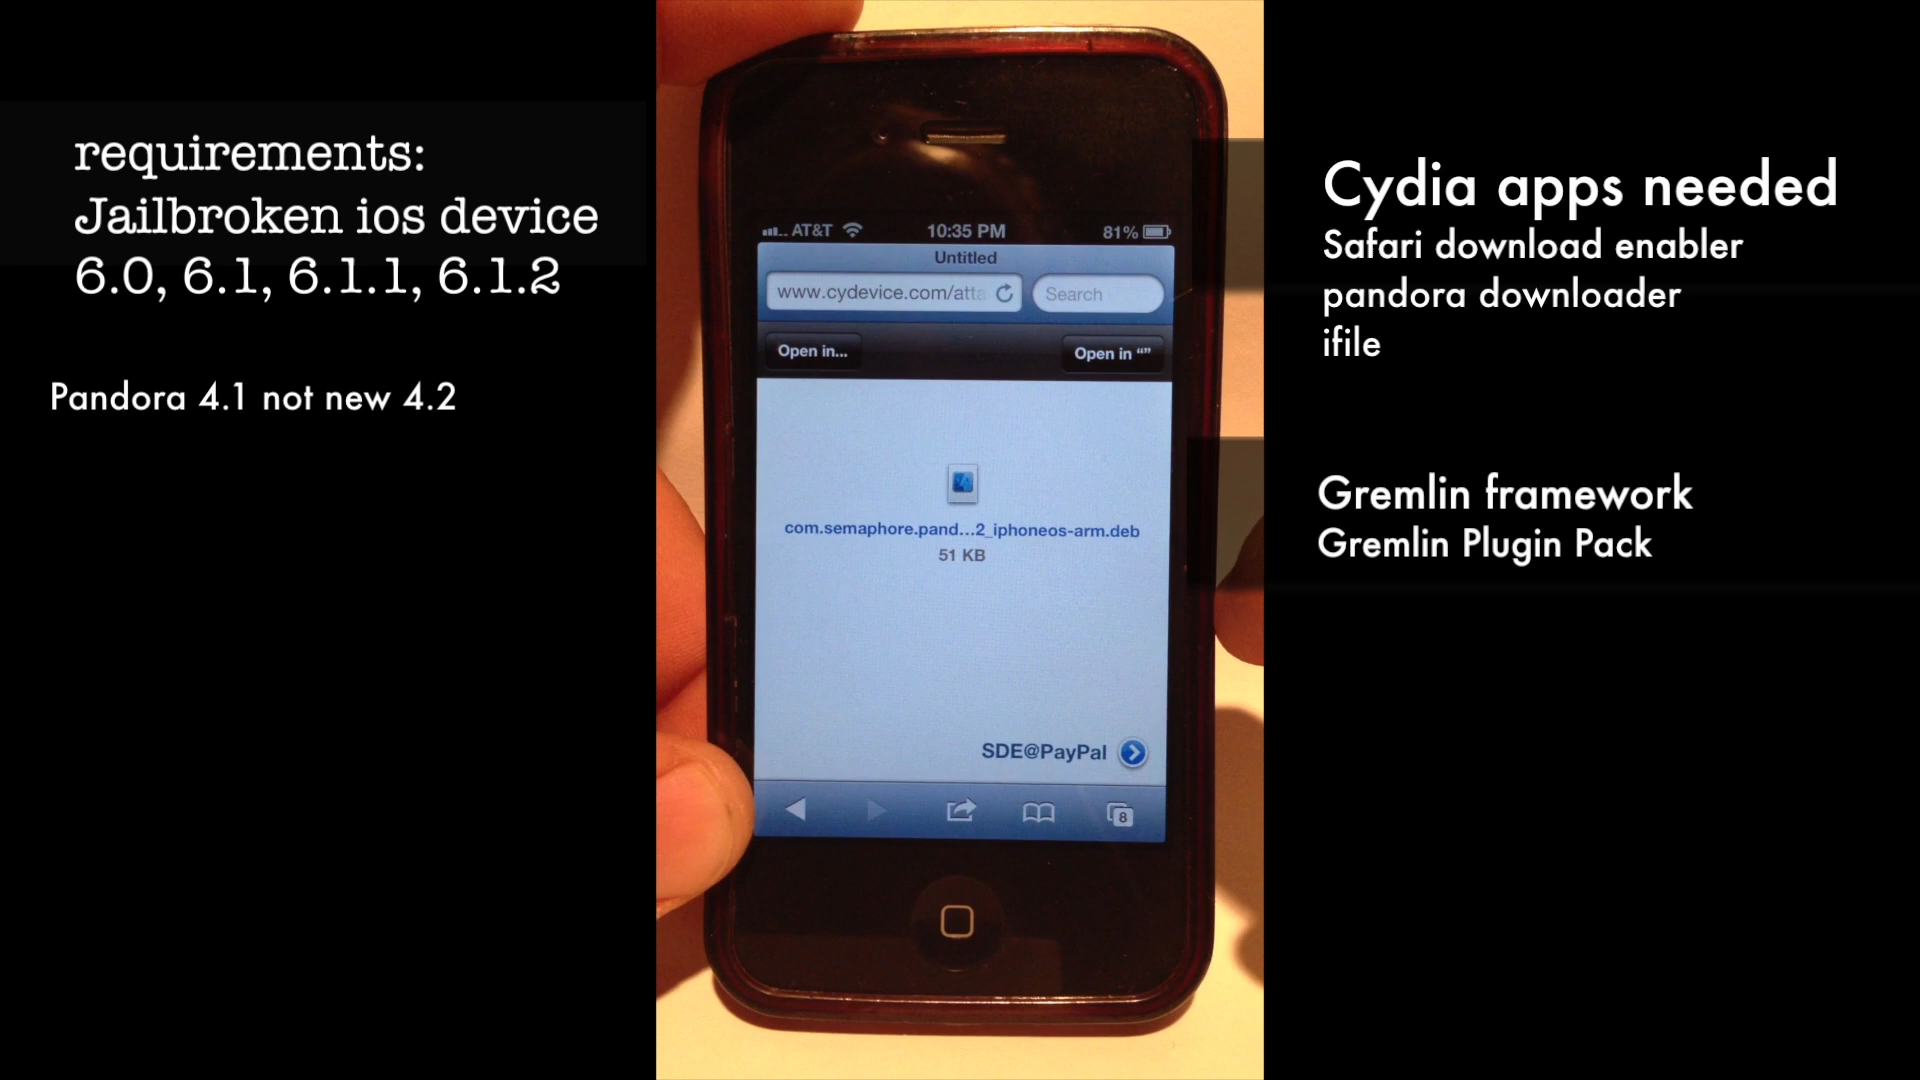 requirements:
Jailbroken ios device
6.0, 6.1, 6.1.1, 6.1.2
Pandora 4.1 not new 4.2
AT&T 10:35 PM 81%
Untitled
www.cydevice.com/atta Search
Open in... Open in “”
com.semaphore.pand...2_iphoneos-arm.deb
51 KB
SDE@PayPal
8
Cydia apps needed
Safari download enabler
pandora downloader
ifile
Gremlin framework
Gremlin Plugin Pack